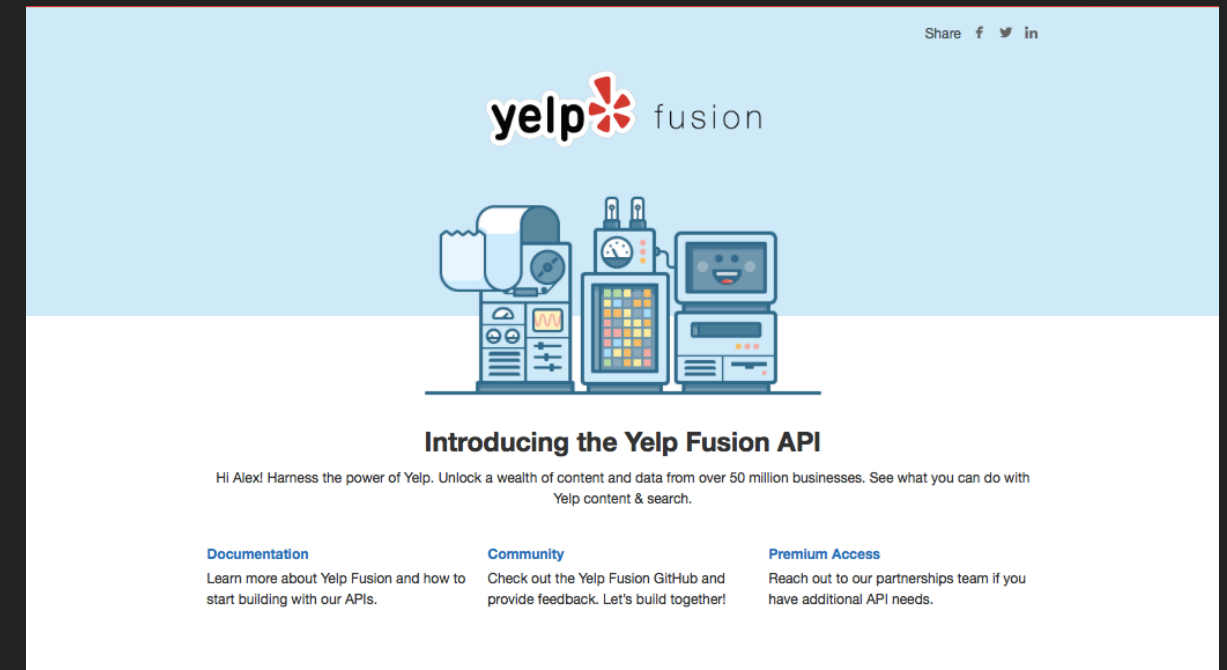 Share
yelp fusion
Introducing the Yelp Fusion API
Hi Alex! Harness the power of Yelp. Unlock a wealth of content and data from over 50 million businesses. See what you can do with
Yelp content & search.
Documentation
Learn more about Yelp Fusion and how to
start building with our APIs.
Community
Check out the Yelp Fusion GitHub and
provide feedback. Let's build together!
Premium Access
Reach out to our partnerships team if you
have additional API needs.